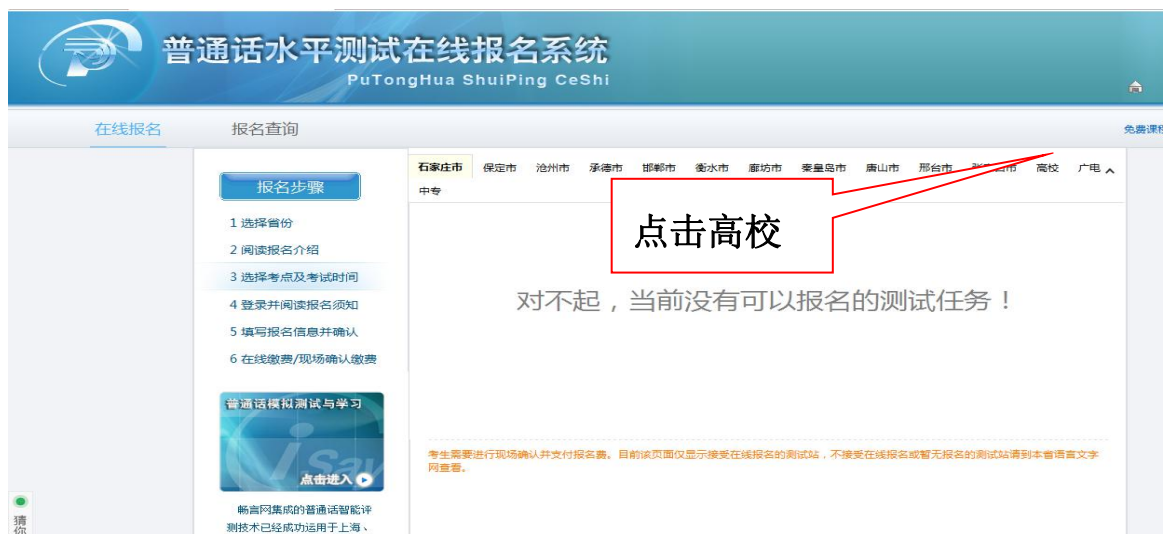 普通话水平测试在线报名系统
PuTongHua ShuiPing CeShi
在线报名 报名查询 免费课程
石家庄市 保定市 沧州市 承德市 邯郸市 衡水市 廊坊市 秦皇岛市 唐山市 邢台市 高校 广电
中专
报名步骤
1 选择省份
2 阅读报名介绍
3 选择考点及考试时间
4 登录并阅读报名须知
5 填写报名信息并确认
6 在线缴费/现场确认缴费
点击高校
对不起，当前没有可以报名的测试任务！
普通话模拟测试与学习
iSay
点击进入
考生需要进行现场确认并支付报名费。目前该页面仅显示接受在线报名的测试站，不接受在线报名或暂无报名的测试站请到本省语言文字
网查看。
畅言网集成的普通话智能评
测技术已经成功运用于上海、
猜
你